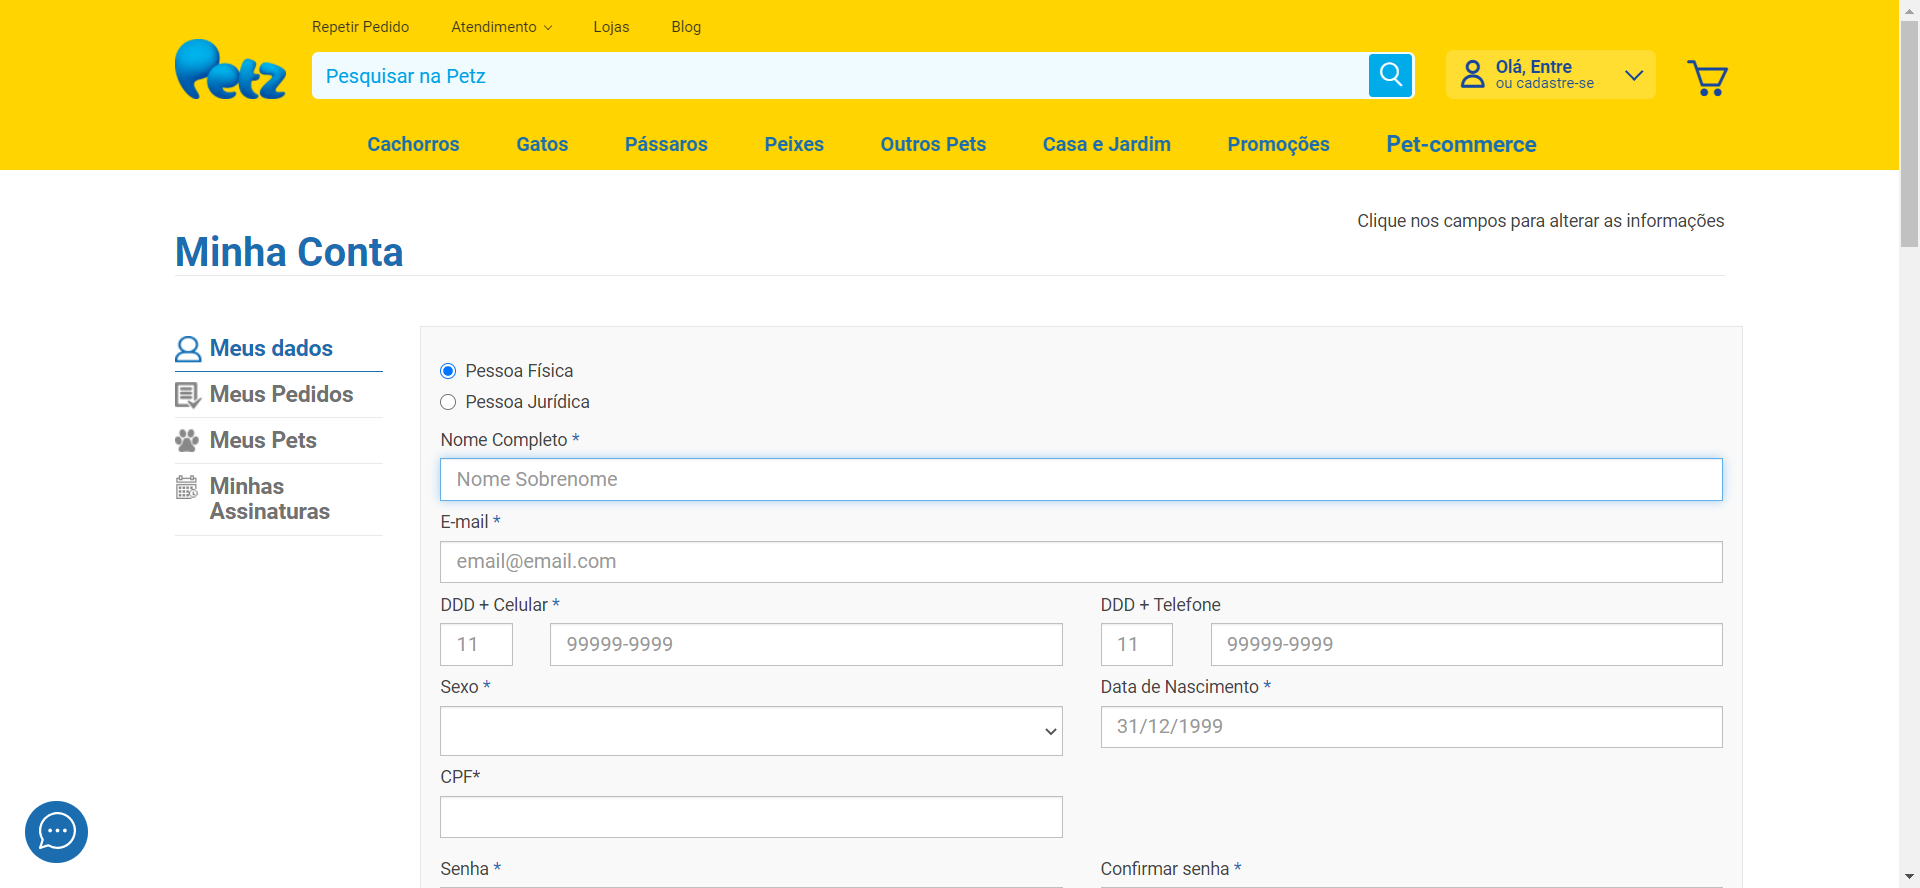 Repetir Pedido Atendimento Lojas Blog
Petz
Pesquisar na Petz
Olá, Entre
ou cadastre-se
Cachorros Gatos Pássaros Peixes Outros Pets Casa e Jardim Promoções Pet-commerce
Clique nos campos para alterar as informações
Minha Conta
Meus dados
Meus Pedidos
Meus Pets
Minhas
Assinaturas
Pessoa Física
Pessoa Jurídica
Nome Completo *
Nome Sobrenome
E-mail *
email@email.com
DDD + Celular * DDD + Telefone
11 99999-9999 11 99999-9999
Sexo * Data de Nascimento *
31/12/1999
CPF*
Senha * Confirmar senha *